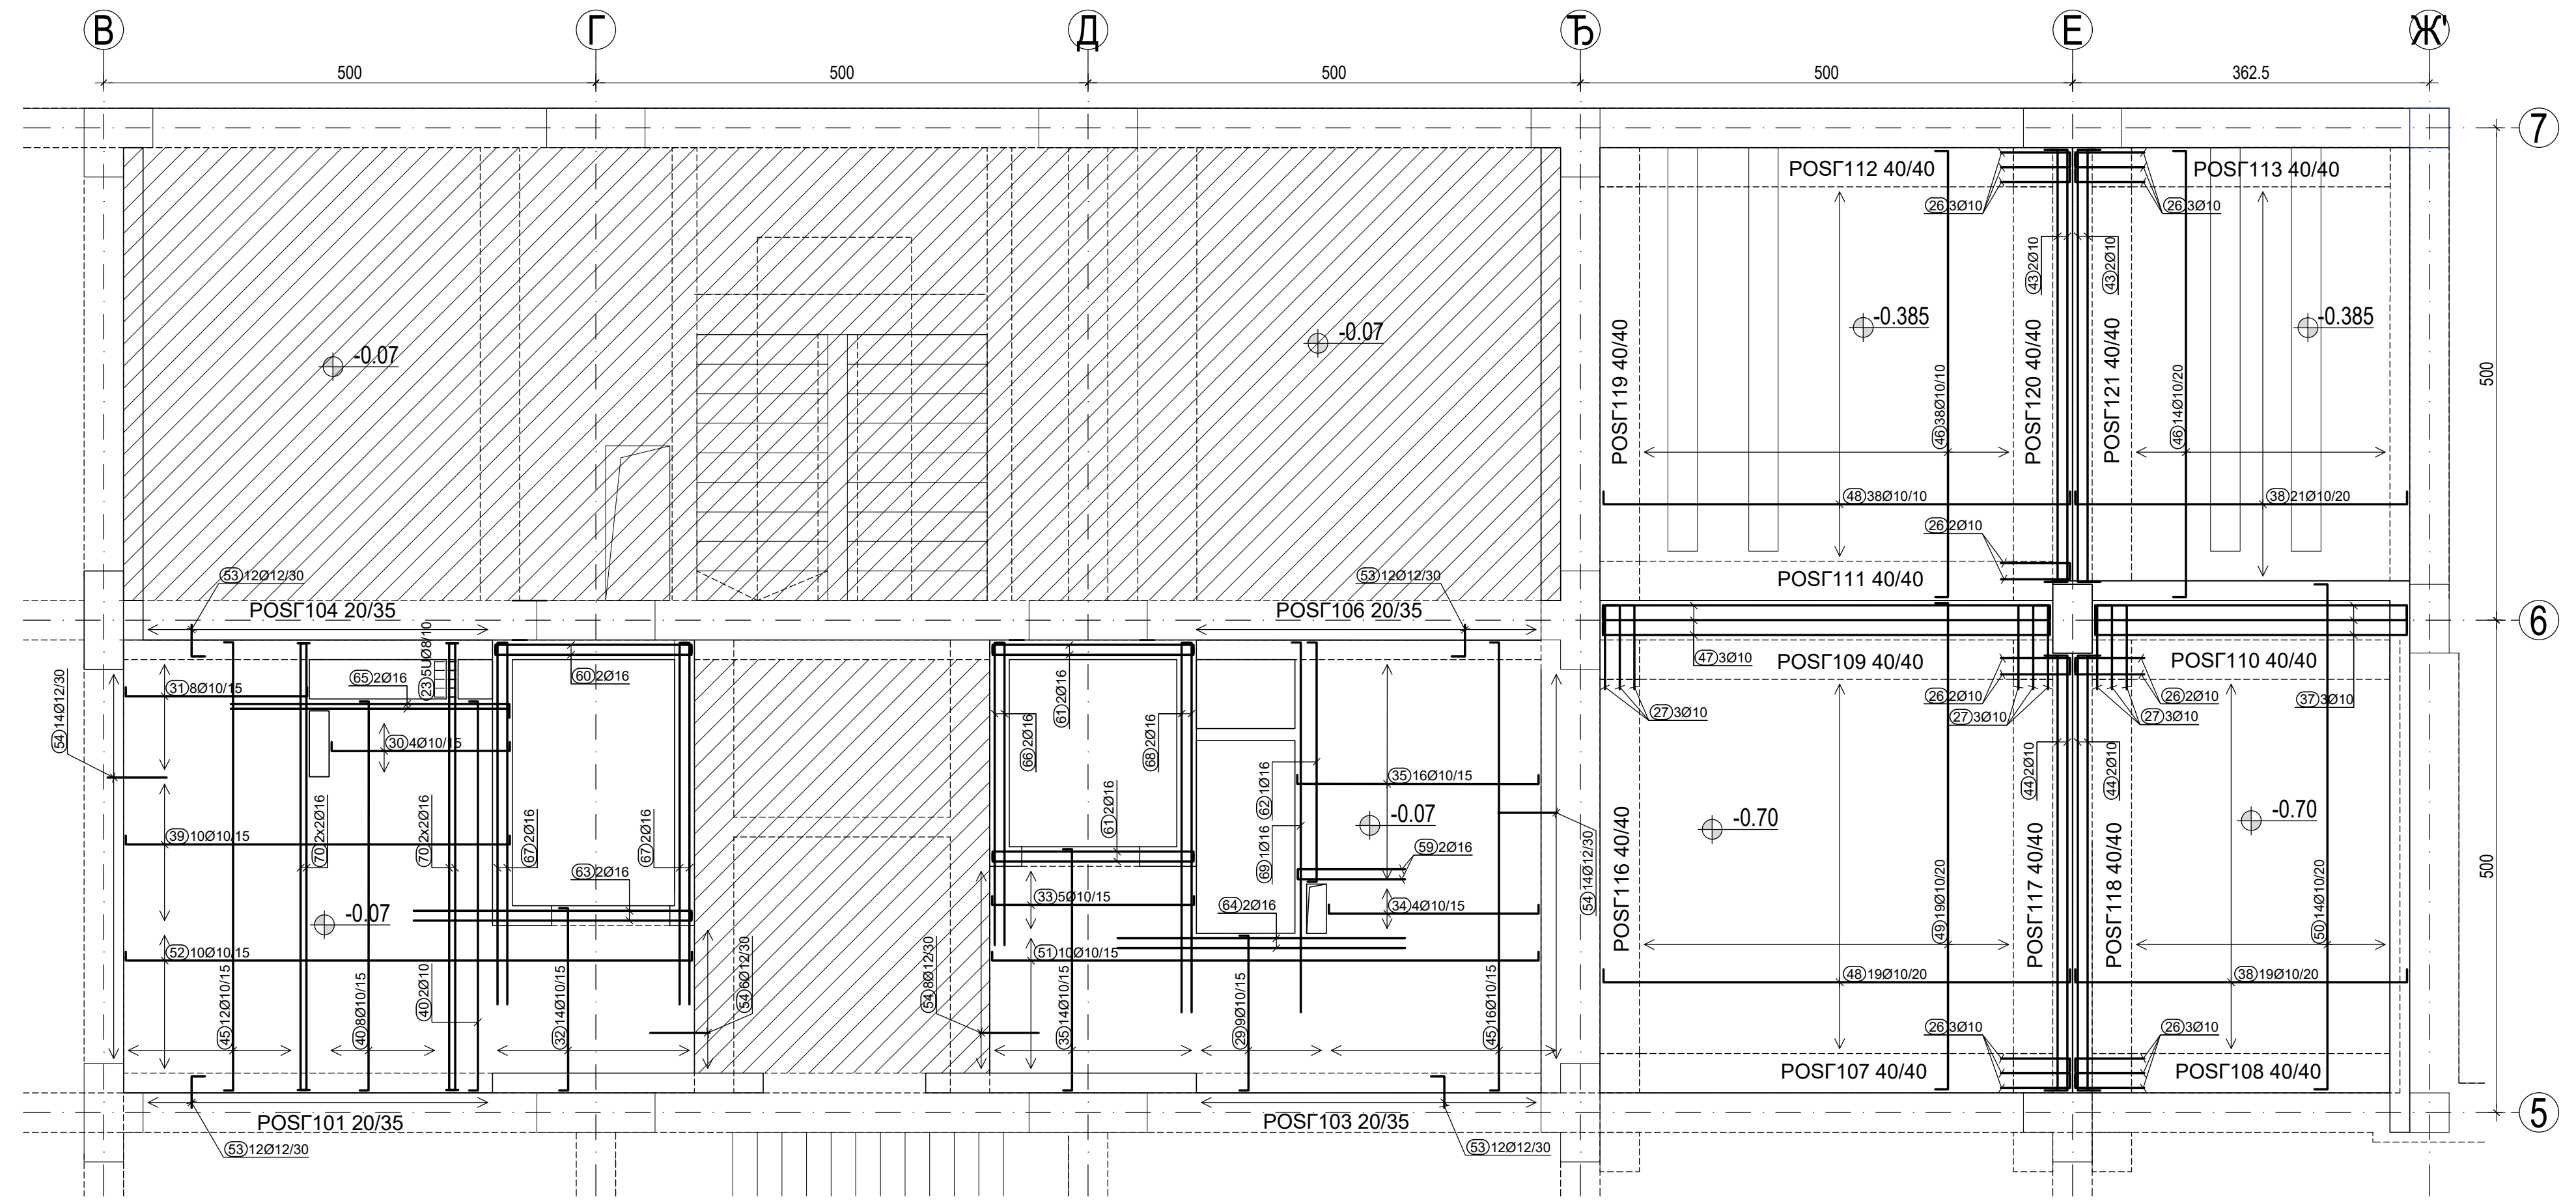 В
Г
Д
Ђ
Е
Ж'
500
500
500
500
362.5
7
POSГ112 40/40
POSГ113 40/40
26 3Ø10
26 3Ø10
43 2Ø10
43 2Ø10
-0.07
-0.07
-0.385
-0.385
POSГ119 40/40
POSГ120 40/40
POSГ121 40/40
46 38Ø10/10
46 14Ø10/20
500
48 38Ø10/10
38 21Ø10/20
26 2Ø10
53 12Ø12/30
53 12Ø12/30
POSГ111 40/40
POSГ104 20/35
POSГ106 20/35
6
23 5UØ8/10
47 3Ø10
POSГ109 40/40
POSГ110 40/40
54 14Ø12/30
31 8Ø10/15
65 2Ø16
60 2Ø16
61 2Ø16
26 2Ø10
26 2Ø10
37 3Ø10
27 3Ø10
27 3Ø10
27 3Ø10
30 4Ø10/15
66 2Ø16
68 2Ø16
35 16Ø10/15
62 1Ø16
44 2Ø10
44 2Ø10
-0.07
-0.70
-0.70
39 10Ø10/15
70 2x2Ø16
70 2x2Ø16
67 2Ø16
67 2Ø16
61 2Ø16
69 1Ø16
59 2Ø16
54 14Ø12/30
63 2Ø16
500
33 5Ø10/15
64 2Ø16
34 4Ø10/15
-0.07
POSГ116 40/40
POSГ117 40/40
POSГ118 40/40
49 19Ø10/20
50 14Ø10/20
52 10Ø10/15
51 10Ø10/15
48 19Ø10/20
38 19Ø10/20
45 12Ø10/15
40 8Ø10/15
40 2Ø10
32 14Ø10/15
54 6Ø12/30
54 8Ø12/30
35 14Ø10/15
29 9Ø10/15
45 16Ø10/15
26 3Ø10
26 3Ø10
POSГ107 40/40
POSГ108 40/40
5
POSГ101 20/35
POSГ103 20/35
53 12Ø12/30
53 12Ø12/30